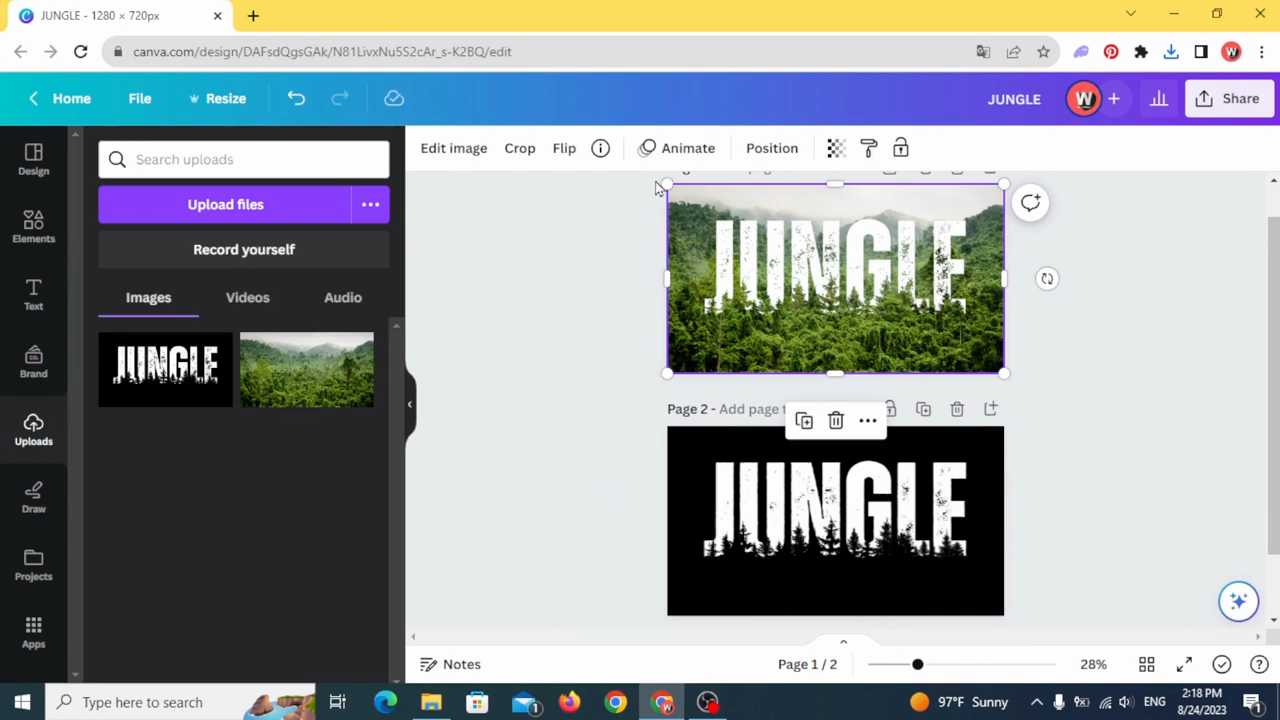 JUNGLE - 1280 × 720px
canva.com/design/DAFsdQgsGAk/N81LivxNu5S2cAr_s-K2BQ/edit
Home File Resize JUNGLE W Share
Design
Elements
Text
Brand
Uploads
Draw
Projects
Apps
Search uploads
Upload files
Record yourself
Images Videos Audio
JUNGLE
Edit image Crop Flip Animate Position
JUNGLE
Page 2 - Add page t
JUNGLE
Notes
Page 1 / 2
28%
Type here to search
97°F Sunny
ENG
2:18 PM
8/24/2023